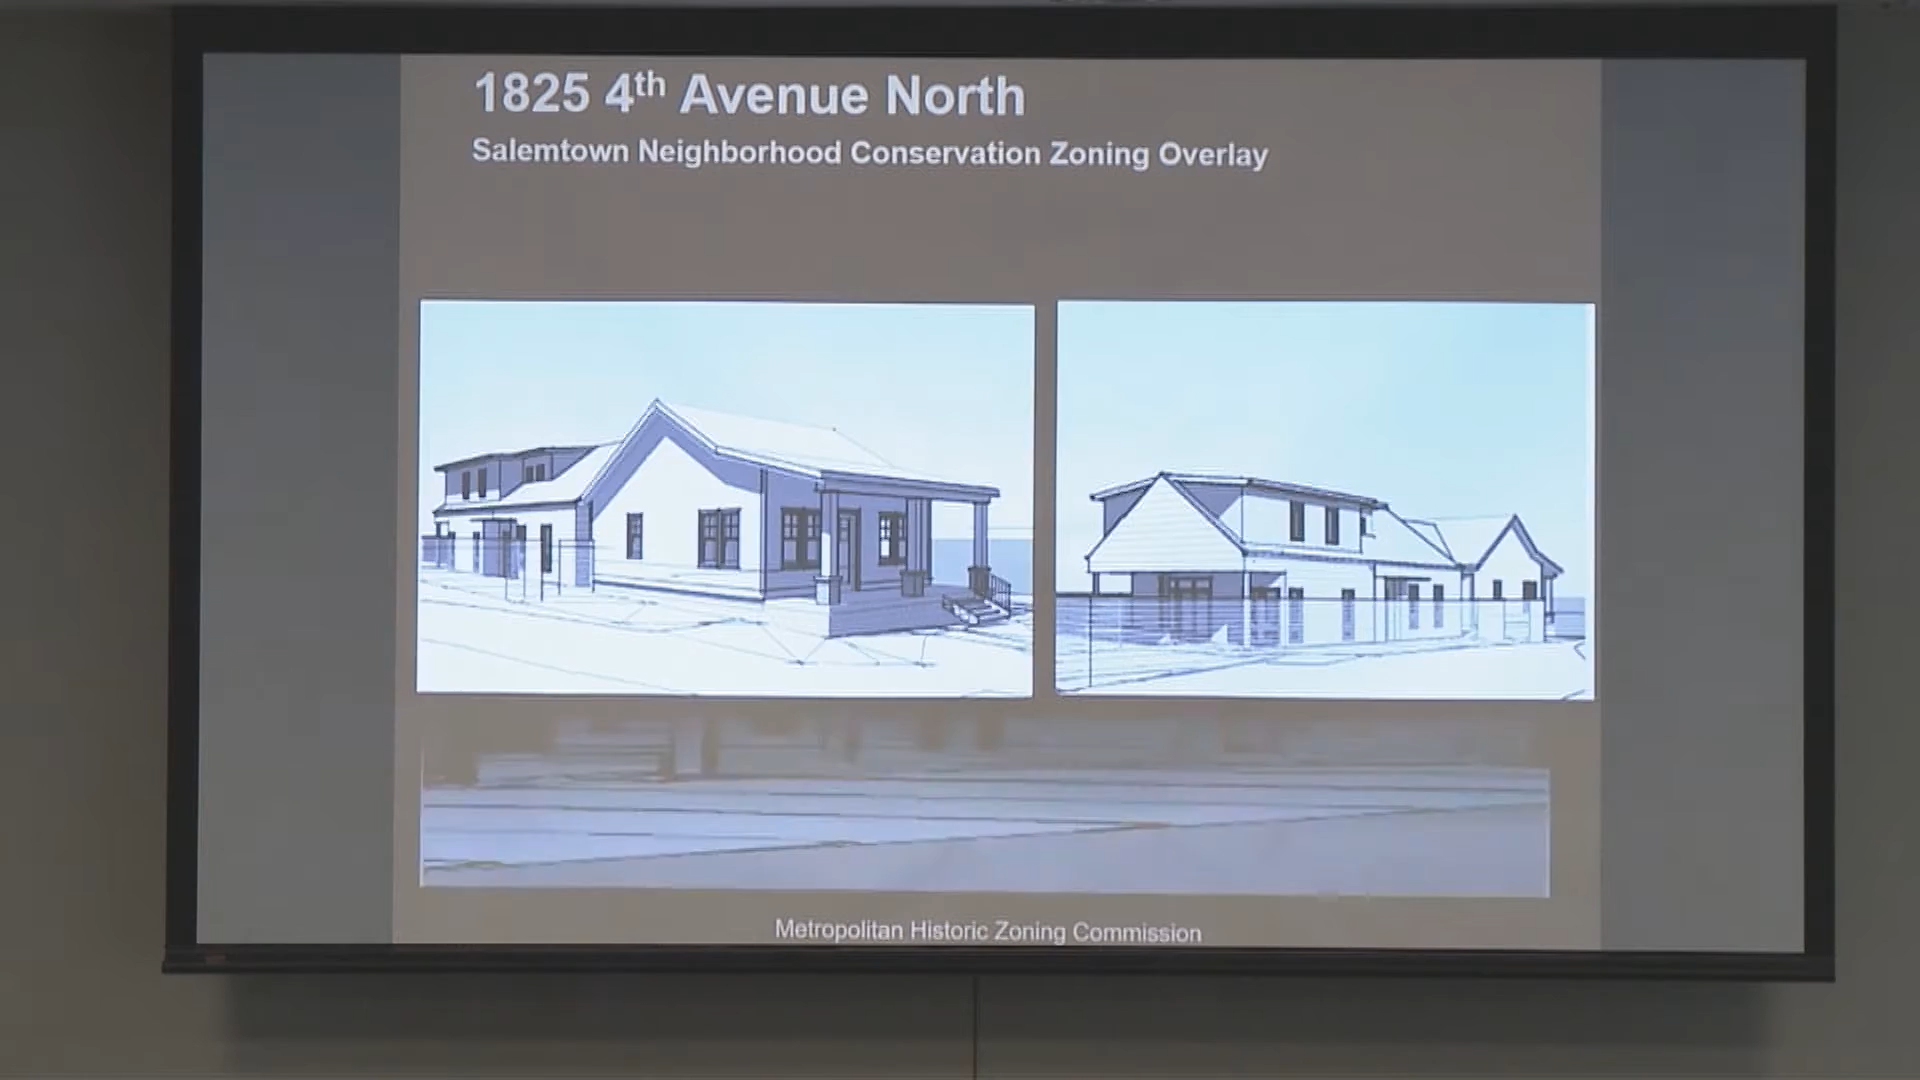 1825 4th Avenue North
Salemtown Neighborhood Conservation Zoning Overlay
Metropolitan Historic Zoning Commission